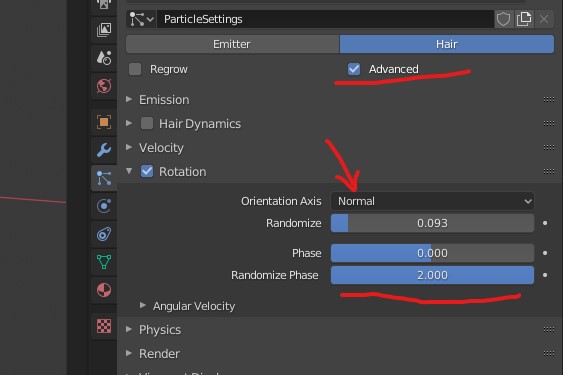 ParticleSettings
Emitter Hair
Regrow Advanced
Emission
Hair Dynamics
Velocity
Rotation
Orientation Axis Normal
Randomize 0.093
Phase 0.000
Randomize Phase 2.000
Angular Velocity
Physics
Render